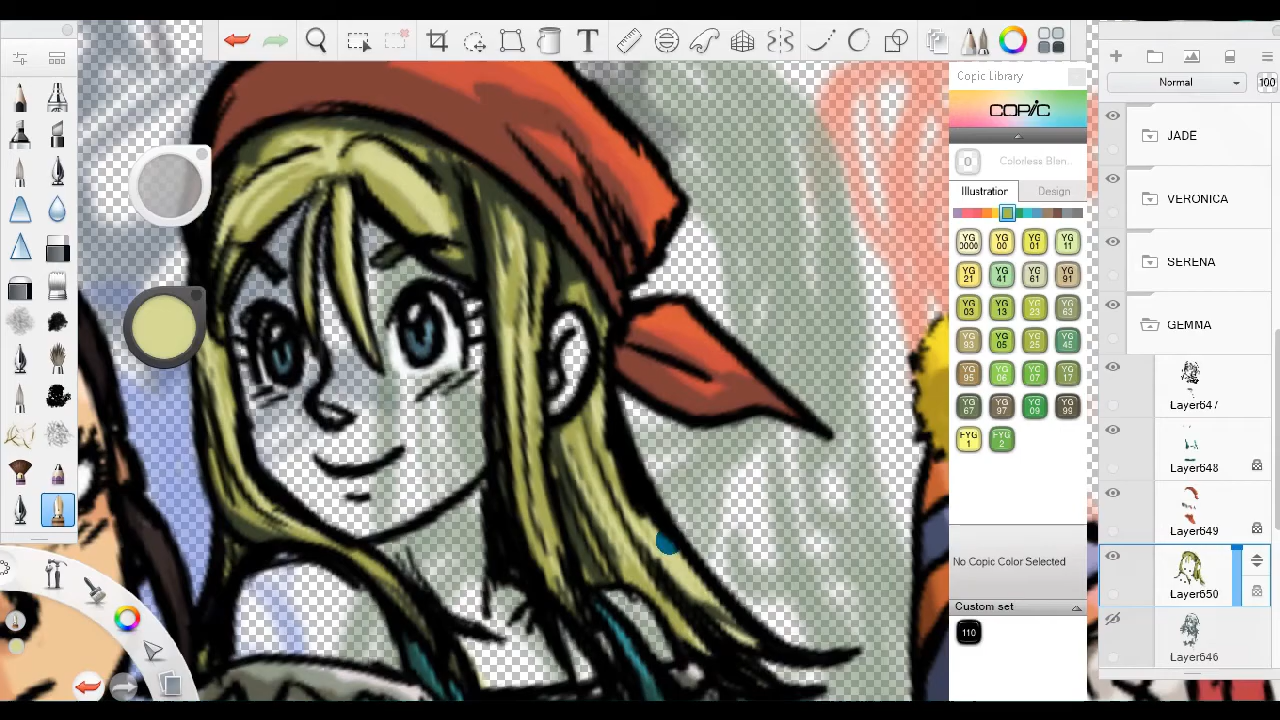 T
Copic Library
COPIC
0 Colorless Blen...
Illustration Design
YG 0000 YG 00 YG 01 YG 11
YG 21 YG 41 YG 61 YG 91
YG 03 YG 13 YG 23 YG 63
YG 93 YG 05 YG 25 YG 45
YG 95 YG 06 YG 07 YG 17
YG 67 YG 97 YG 09 YG 99
FYG 1 FYG 2
No Copic Color Selected
Custom set
110
Normal 100
JADE
VERONICA
SERENA
GEMMA
Layer647
Layer648
Layer649
Layer650
Layer646